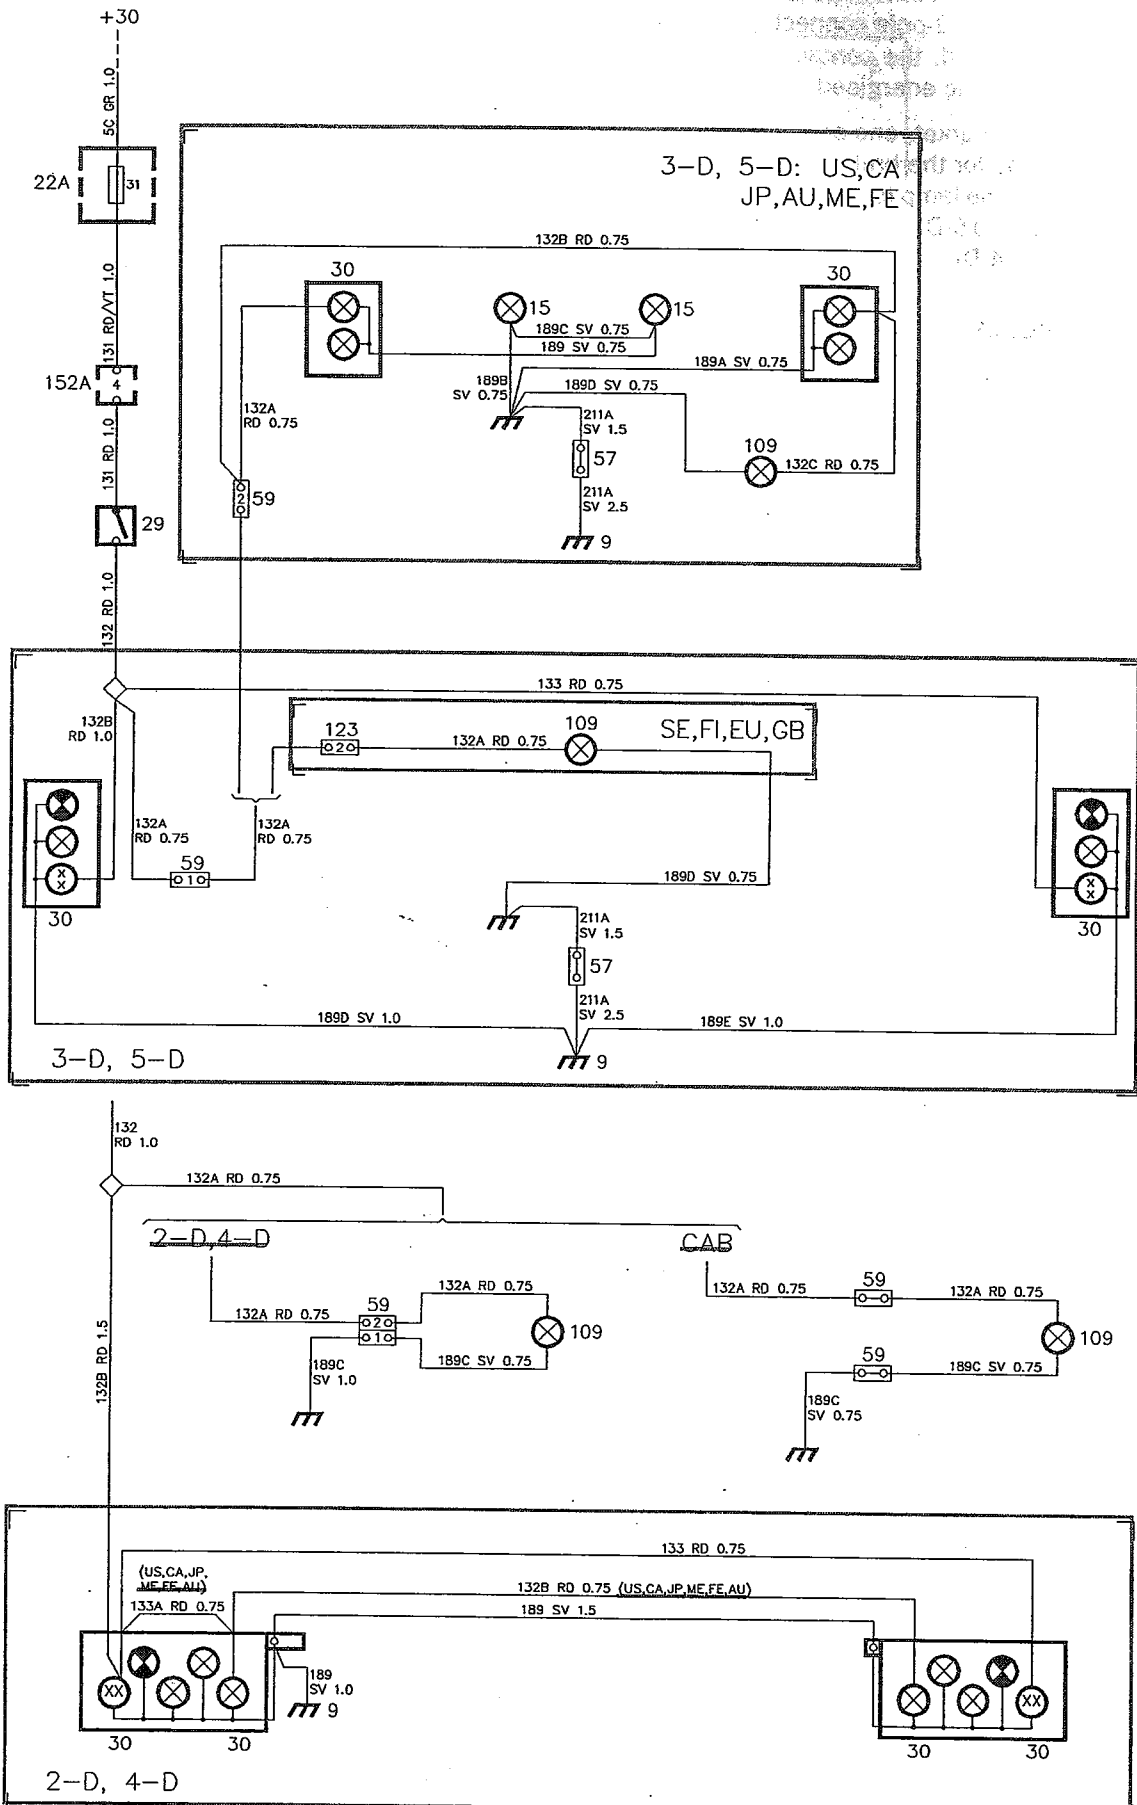 +30
5C GR 1.0
22A
31
131 RD/VT 1.0
152A
4
131 RD 1.0
29
132 RD 1.0
3-D, 5-D: US,CA
JP,AU,ME,FE
132B RD 0.75
30
15
15
30
189C SV 0.75
189 SV 0.75
189A SV 0.75
189B
SV 0.75
189D SV 0.75
132A
RD 0.75
211A
SV 1.5
57
109
132C RD 0.75
2
59
211A
SV 2.5
9
133 RD 0.75
132B
RD 1.0
123
2
132A RD 0.75
109
SE,FI,EU,GB
132A
RD 0.75
132A
RD 0.75
59
1
XX
30
189D SV 0.75
XX
30
211A
SV 1.5
57
211A
SV 2.5
189D SV 1.0
189E SV 1.0
9
3-D, 5-D
132
RD 1.0
132A RD 0.75
2-D,4-D
CAB
132A RD 0.75
59
2
1
132A RD 0.75
109
189C SV 0.75
189C
SV 1.0
132A RD 0.75
59
132A RD 0.75
109
59
189C SV 0.75
189C
SV 0.75
132B RD 1.5
133 RD 0.75
(US,CA,JP,
ME,FE,AU)
133A RD 0.75
132B RD 0.75 (US,CA,JP,ME,FE,AU)
189 SV 1.5
XX
189
SV 1.0
9
XX
30
30
30
30
2-D, 4-D